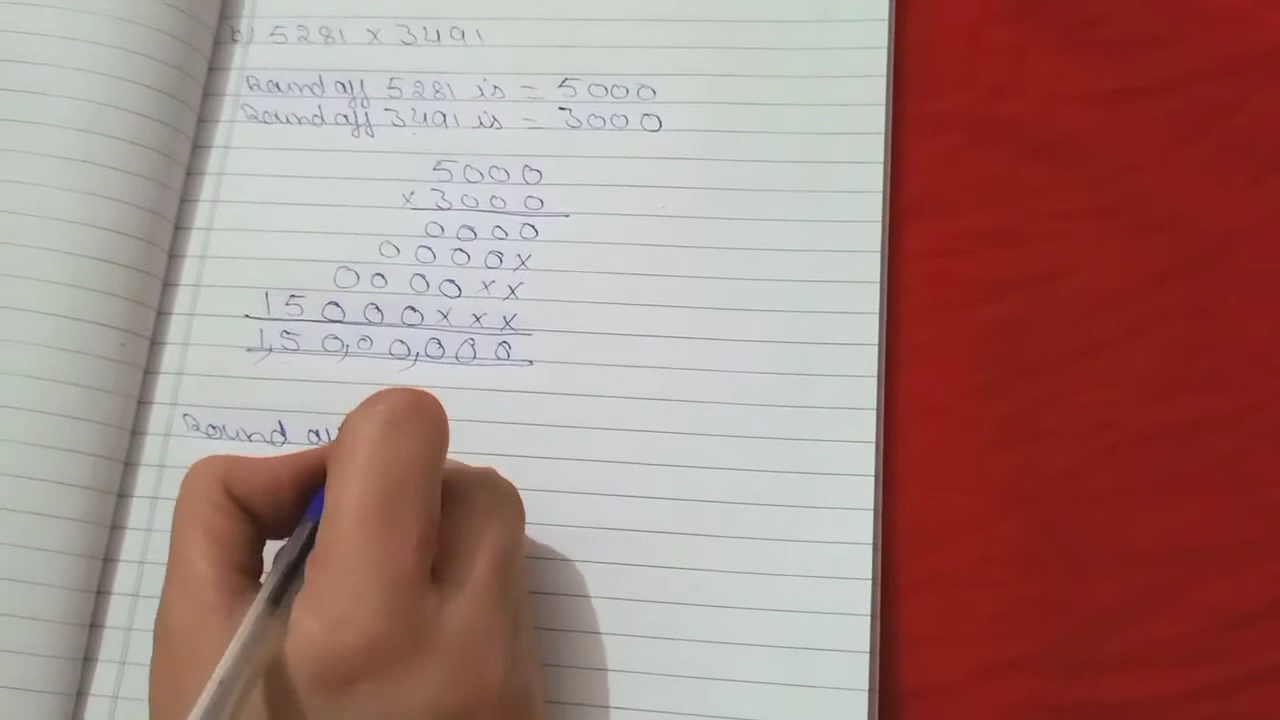 b) 5281 x 3491
Round off 5281 is = 5000
Round off 3491 is = 3000
5000
x 3000
0000
0000x
0000xx
15000xxx
1,50,00,000
Round off